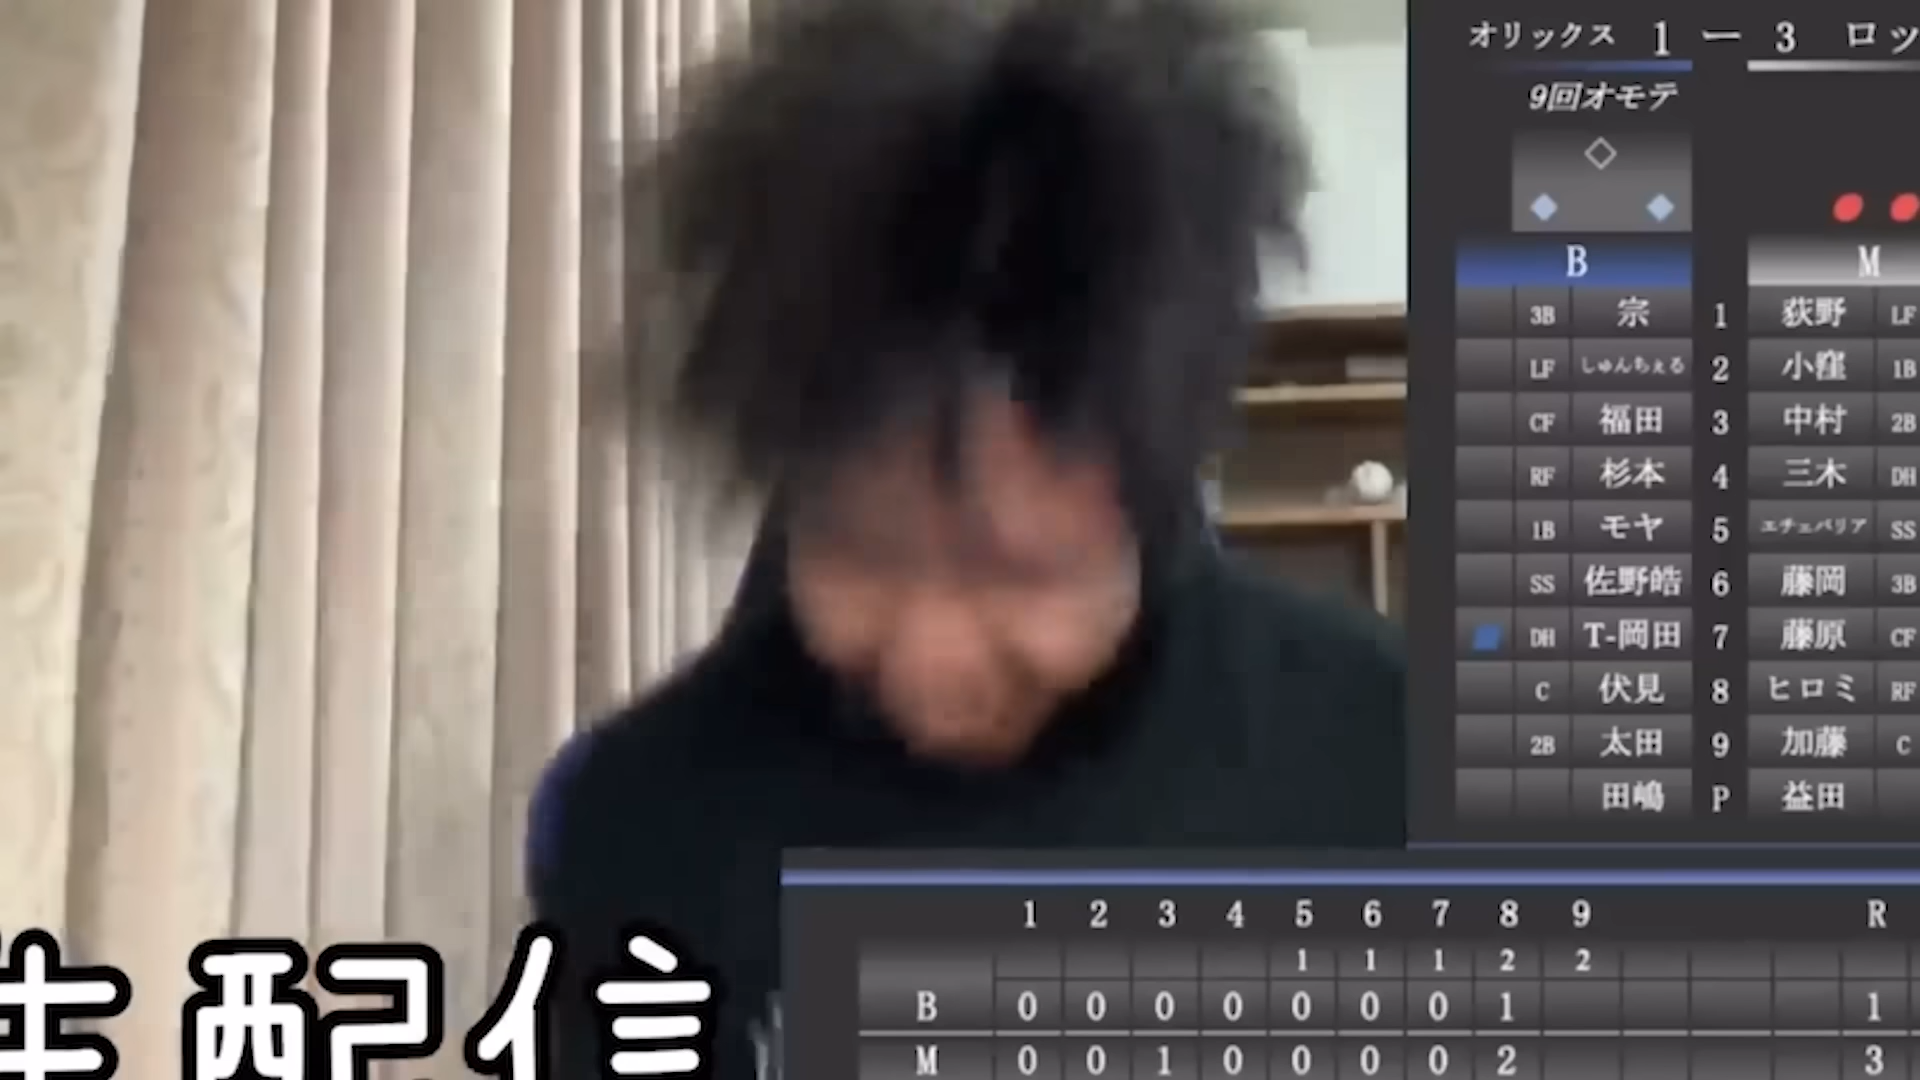 オリックス 1 ー 3 ロッ
9回オモテ
B M
3B 宗 1 荻野 LF
LF しゅんちぇる 2 小窪 1B
CF 福田 3 中村 2B
RF 杉本 4 三木 DH
1B モヤ 5 エチェバリア SS
SS 佐野皓 6 藤岡 3B
DH T-岡田 7 藤原 CF
C 伏見 8 ヒロミ RF
2B 太田 9 加藤 C
田嶋 P 益田
1 2 3 4 5 6 7 8 9 R
1 1 1 2 2
B 0 0 0 0 0 0 0 1 1
M 0 0 1 0 0 0 0 2 3
生配信